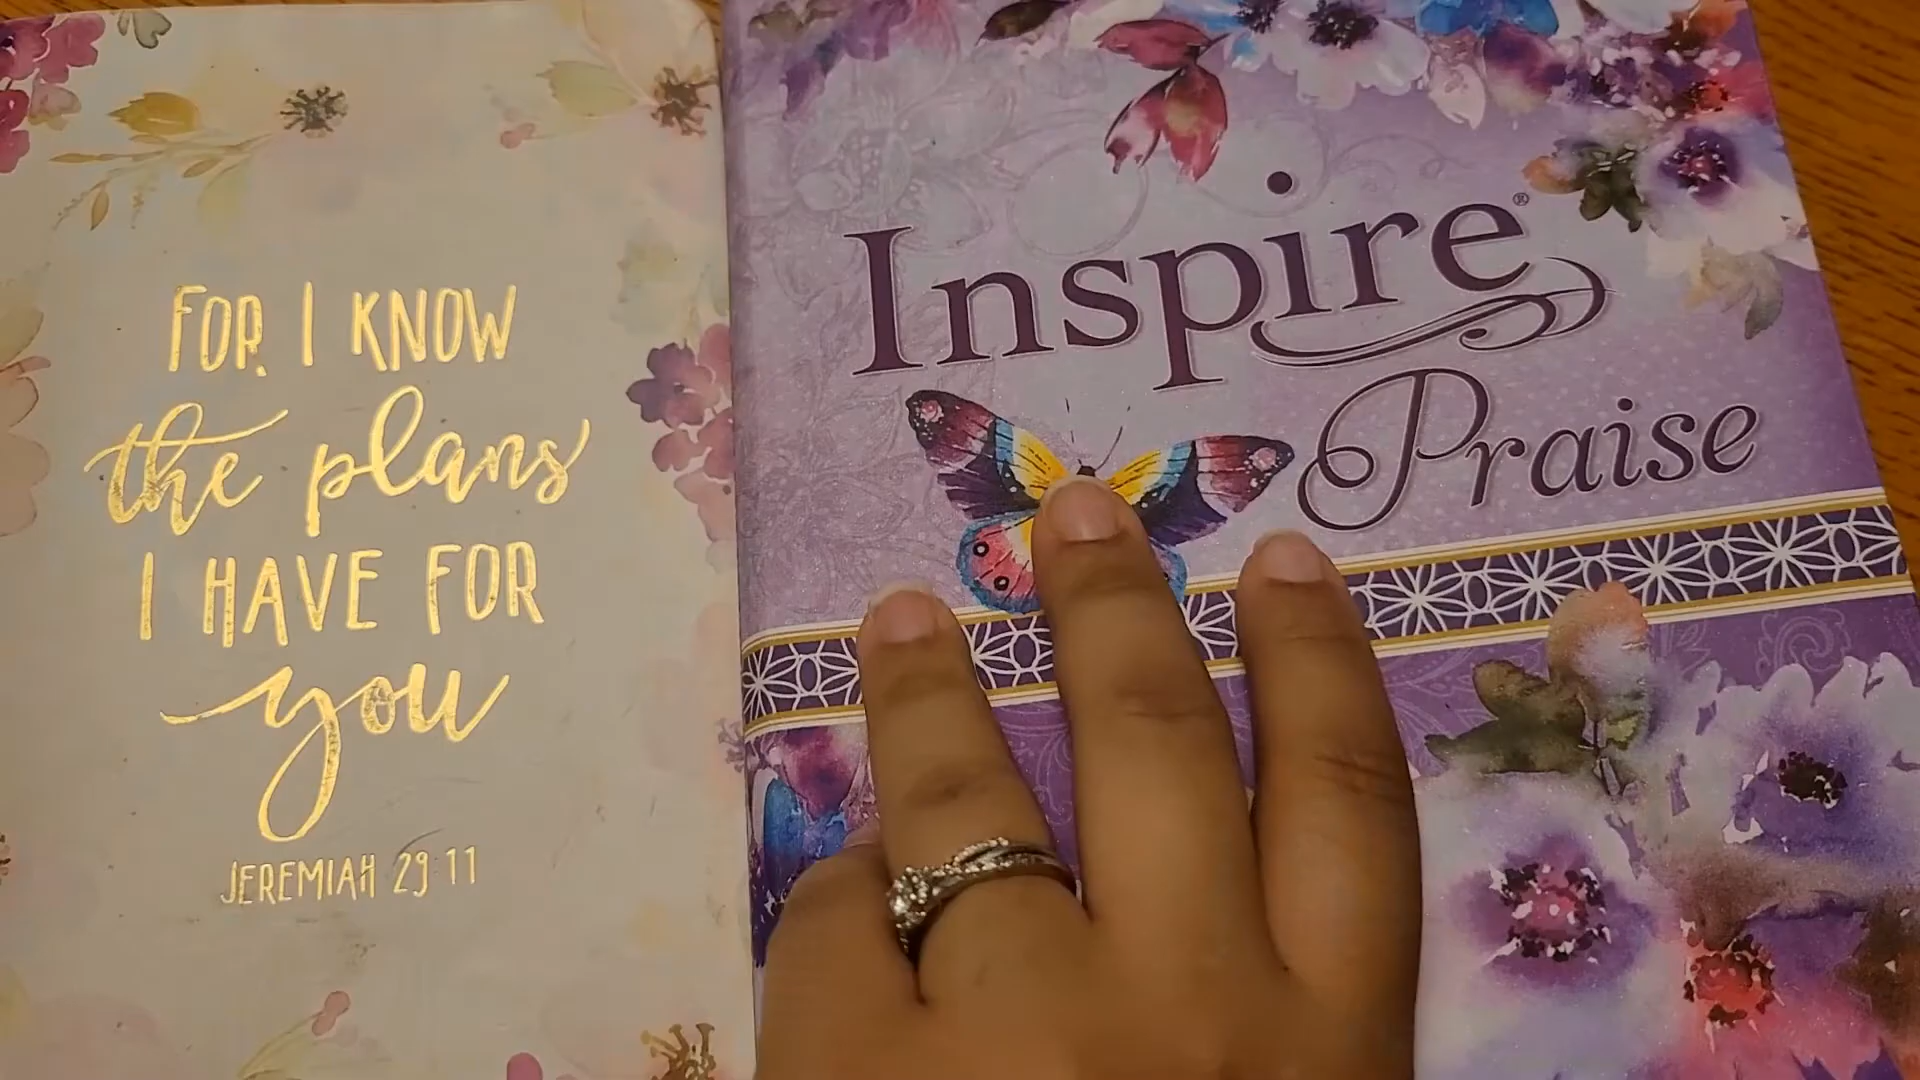 FOR I KNOW
the plans
I HAVE FOR
you
JEREMIAH 29:11
Inspire®
Praise